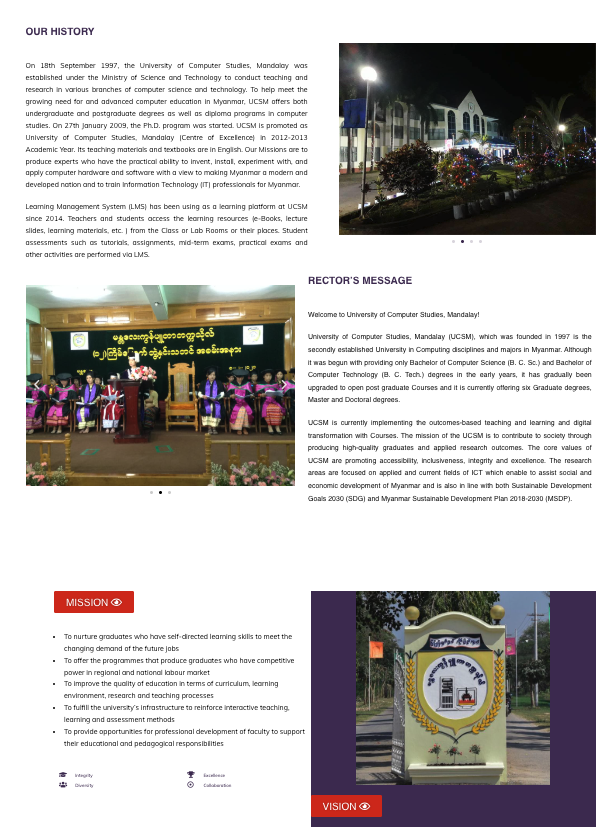 OUR HISTORY
On 18th September 1997, the University of Computer Studies, Mandalay was
established under the Ministry of Science and Technology to conduct teaching and
research in various branches of computer science and technology. To help meet the
growing need for and advanced computer education in Myanmar, UCSM offers both
undergraduate and postgraduate degrees as well as diploma programs in computer
studies. On 27th January 2009, the Ph.D. program was started. UCSM is promoted as
University of Computer Studies, Mandalay (Centre of Excellence) in 2012-2013
Academic Year. Its teaching materials and textbooks are in English. Our Missions are to
produce experts who have the practical ability to invent, install, experiment with, and
apply computer hardware and software with a view to making Myanmar a modern and
developed nation and to train Information Technology (IT) professionals for Myanmar.
Learning Management System (LMS) has been using as a learning platform at UCSM
since 2014. Teachers and students access the learning resources (e-Books, lecture
slides, learning materials, etc. ) from the Class or Lab Rooms or their places. Student
assessments such as tutorials, assignments, mid-term exams, practical exams and
other activities are performed via LMS.
မန္တလေးကွန်ပျူတာတက္ကသိုလ်
RECTOR'S MESSAGE
Welcome to University of Computer Studies, Mandalay!
University of Computer Studies, Mandalay (UCSM), which was founded in 1997 is the
secondly established University in Computing disciplines and majors in Myanmar. Although
it was begun with providing only Bachelor of Computer Science (B. C. Sc.) and Bachelor of
Computer Technology (B. C. Tech.) degrees in the early years, it has gradually been
upgraded to open post graduate Courses and it is currently offering six Graduate degrees,
Master and Doctoral degrees.
UCSM is currently implementing the outcomes-based teaching and learning and digital
transformation with Courses. The mission of the UCSM is to contribute to society through
producing high-quality graduates and applied research outcomes. The core values of
UCSM are promoting accessibility, inclusiveness, integrity and excellence. The research
areas are focused on applied and current fields of ICT which enable to assist social and
economic development of Myanmar and is also in line with both Sustainable Development
Goals 2030 (SDG) and Myanmar Sustainable Development Plan 2018-2030 (MSDP).
MISSION
• To nurture graduates who have self-directed learning skills to meet the
changing demand of the future jobs
• To offer the programmes that produce graduates who have competitive
power in regional and national labour market
• To improve the quality of education in terms of curriculum, learning
environment, research and teaching processes
• To fulfill the university's infrastructure to reinforce interactive teaching,
learning and assessment methods
• To provide opportunities for professional development of faculty to support
their educational and pedagogical responsibilities
Integrity
Excellence
Diversity
Collaboration
VISION